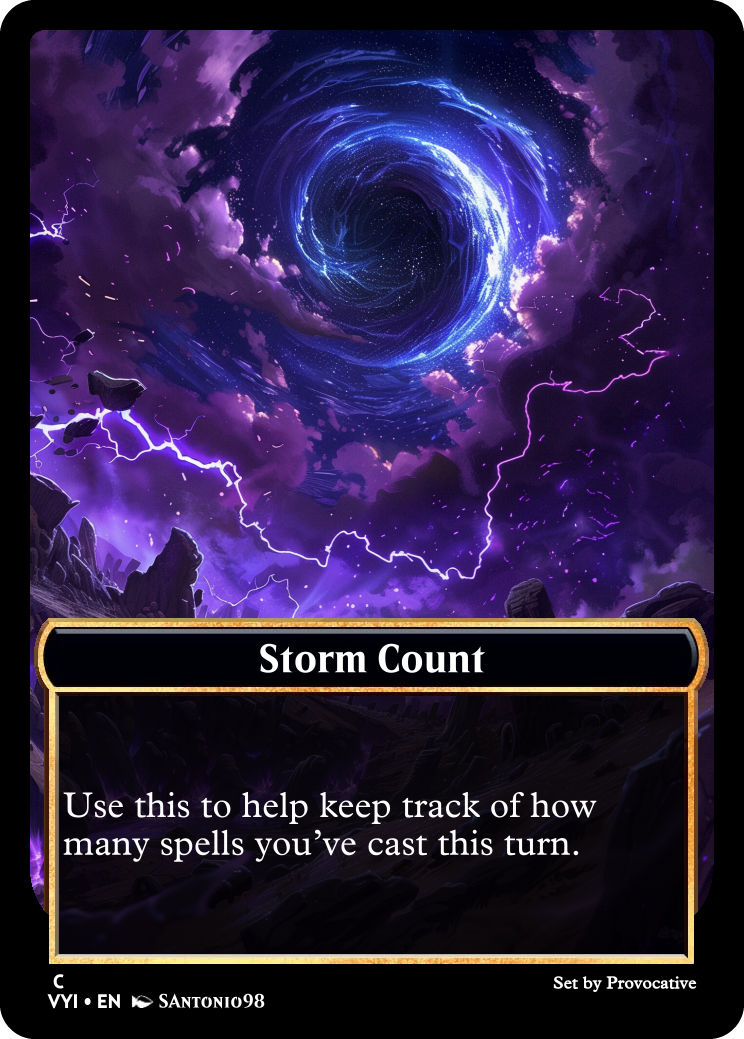 Storm Count
Use this to help keep track of how
many spells you've cast this turn.
C
VYI • EN SAntonio98
Set by Provocative